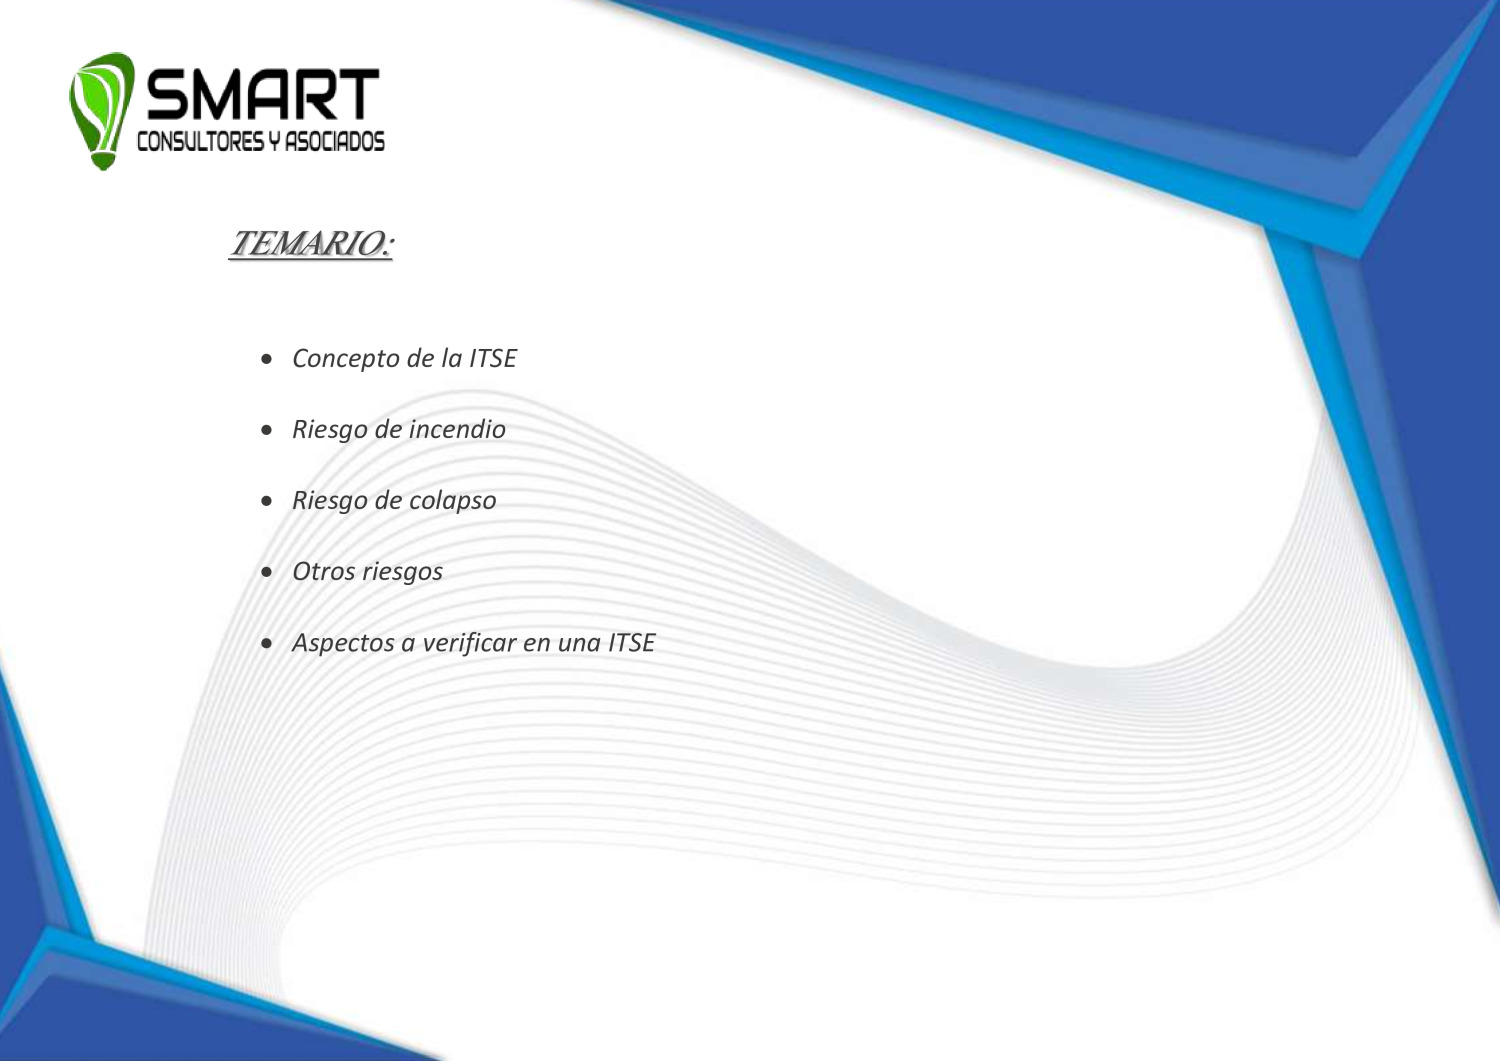 SMART
CONSULTORES Y ASOCIADOS
TEMARIO:
• Concepto de la ITSE
• Riesgo de incendio
• Riesgo de colapso
• Otros riesgos
• Aspectos a verificar en una ITSE